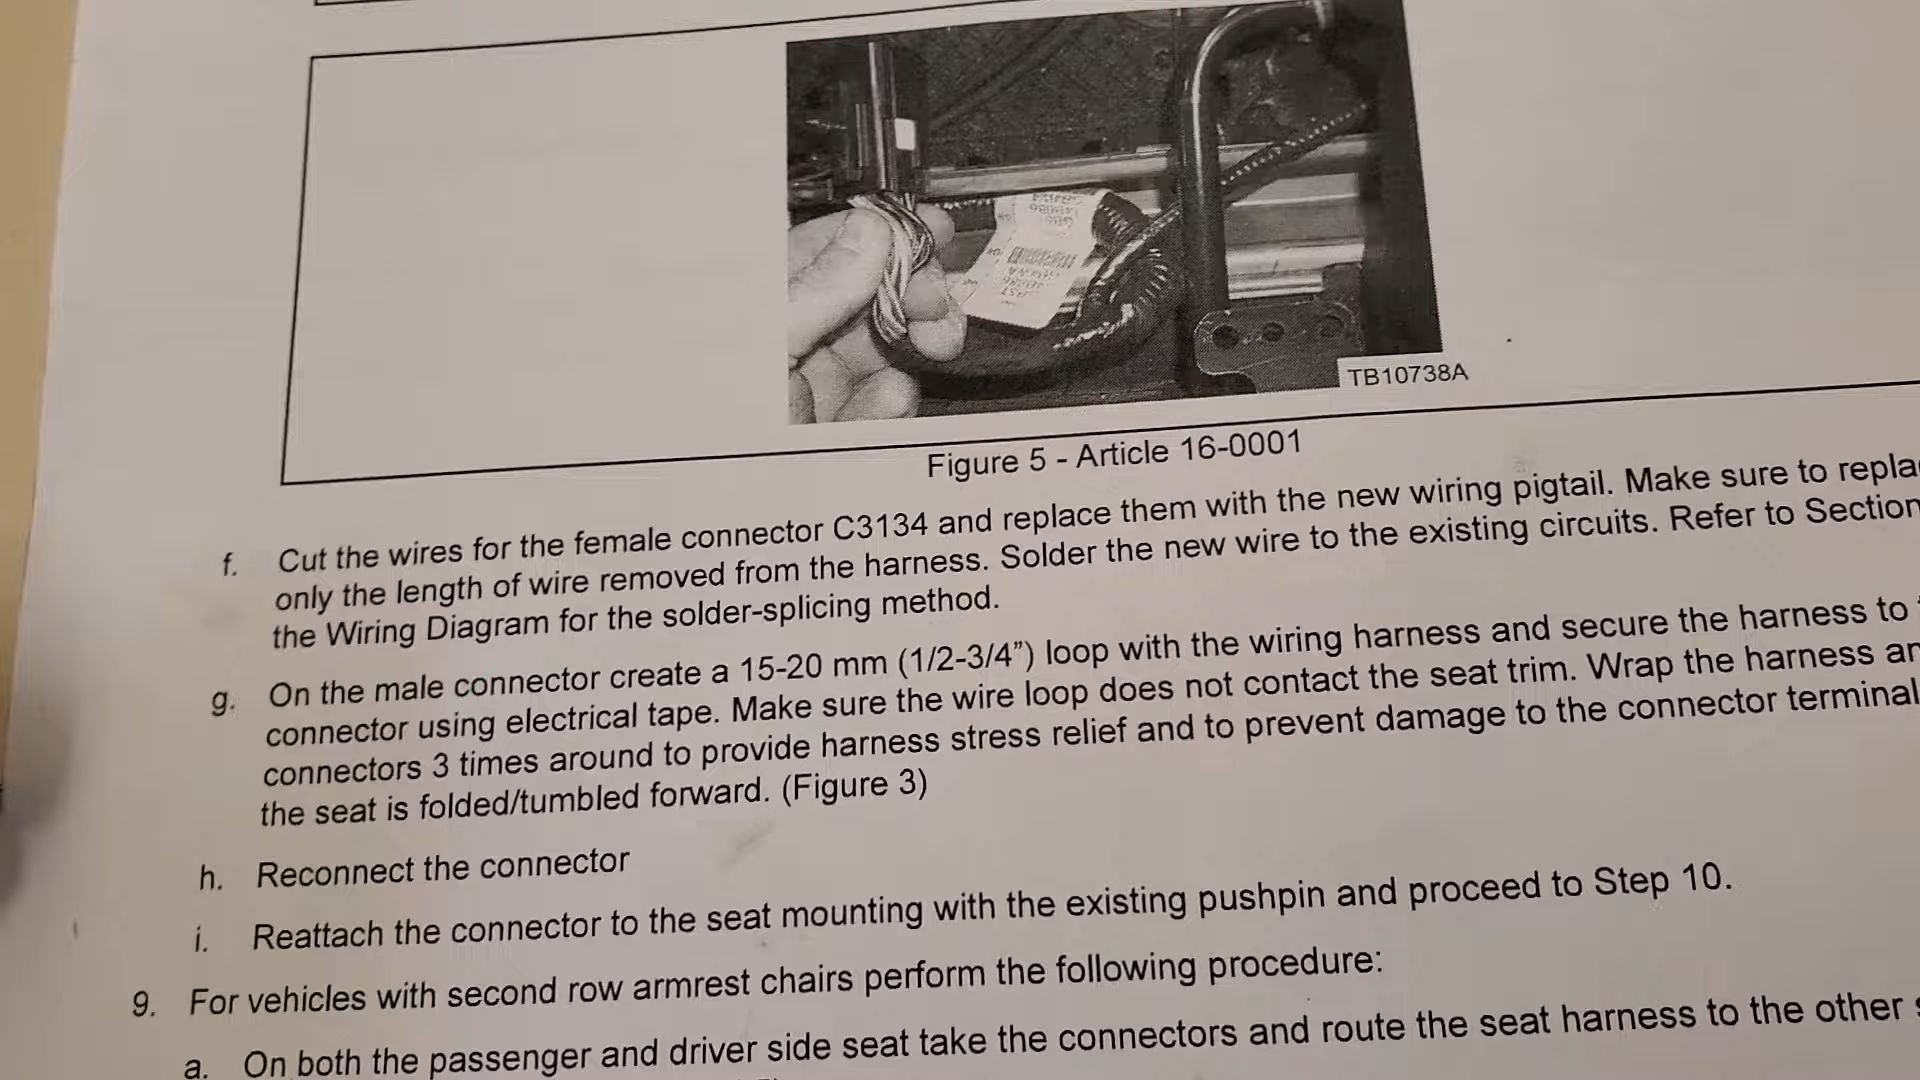 TB10738A
Figure 5 - Article 16-0001
f. Cut the wires for the female connector C3134 and replace them with the new wiring pigtail. Make sure to
only the length of wire removed from the harness. Solder the new wire to the existing circuits. Refer to Section
the Wiring Diagram for the solder-splicing method.
g. On the male connector create a 15-20 mm (1/2-3/4”) loop with the wiring harness and secure the harness to
connector using electrical tape. Make sure the wire loop does not contact the seat trim. Wrap the harness
connectors 3 times around to provide harness stress relief and to prevent damage to the connector terminal
the seat is folded/tumbled forward. (Figure 3)
h. Reconnect the connector
i. Reattach the connector to the seat mounting with the existing pushpin and proceed to Step 10.
9. For vehicles with second row armrest chairs perform the following procedure:
a. On both the passenger and driver side seat take the connectors and route the seat harness to the other